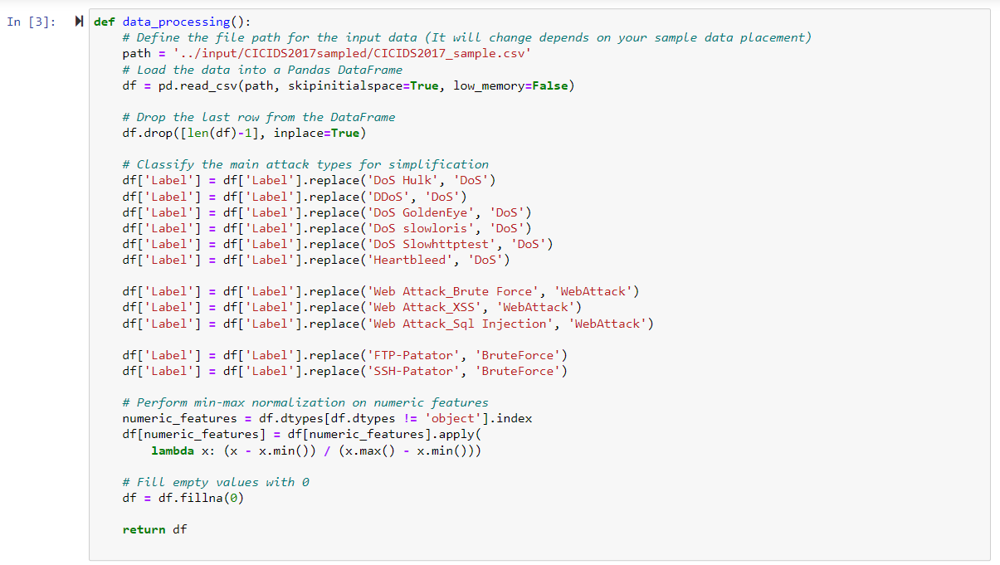 In [3]:
def data_processing():
    # Define the file path for the input data (It will change depends on your sample data placement)
    path = '../input/CICIDS2017sampled/CICIDS2017_sample.csv'
    # Load the data into a Pandas DataFrame
    df = pd.read_csv(path, skipinitialspace=True, low_memory=False)

    # Drop the last row from the DataFrame
    df.drop([len(df)-1], inplace=True)

    # Classify the main attack types for simplification
    df['Label'] = df['Label'].replace('DoS Hulk', 'DoS')
    df['Label'] = df['Label'].replace('DDoS', 'DoS')
    df['Label'] = df['Label'].replace('DoS GoldenEye', 'DoS')
    df['Label'] = df['Label'].replace('DoS slowloris', 'DoS')
    df['Label'] = df['Label'].replace('DoS Slowhttptest', 'DoS')
    df['Label'] = df['Label'].replace('Heartbleed', 'DoS')

    df['Label'] = df['Label'].replace('Web Attack_Brute Force', 'WebAttack')
    df['Label'] = df['Label'].replace('Web Attack_XSS', 'WebAttack')
    df['Label'] = df['Label'].replace('Web Attack_Sql Injection', 'WebAttack')

    df['Label'] = df['Label'].replace('FTP-Patator', 'BruteForce')
    df['Label'] = df['Label'].replace('SSH-Patator', 'BruteForce')

    # Perform min-max normalization on numeric features
    numeric_features = df.dtypes[df.dtypes != 'object'].index
    df[numeric_features] = df[numeric_features].apply(
        lambda x: (x - x.min()) / (x.max() - x.min()))

    # Fill empty values with 0
    df = df.fillna(0)

    return df